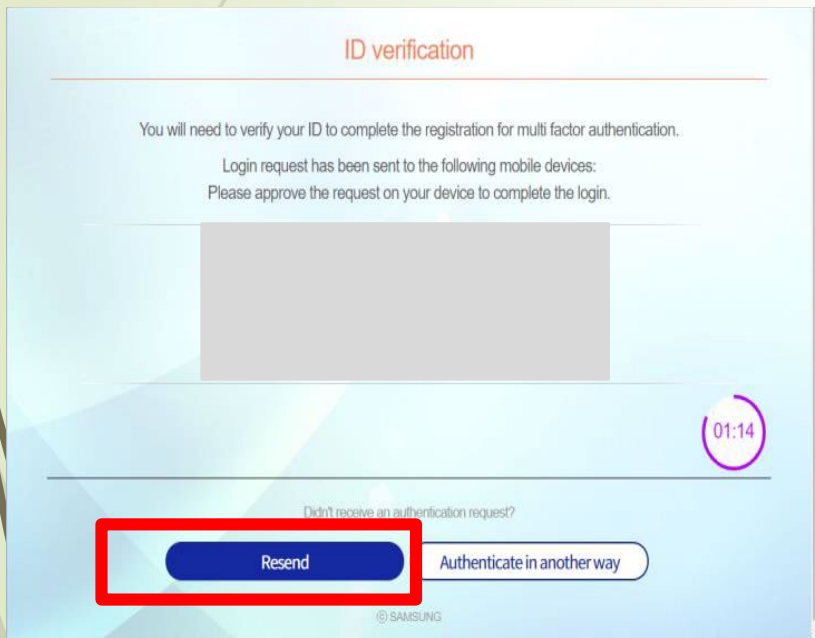 ID verification
You will need to verify your ID to complete the registration for multi factor authentication.
Login request has been sent to the following mobile devices:
Please approve the request on your device to complete the login.
01:14
Didn't receive an authentication request?
Resend
Authenticate in another way
© SAMSUNG